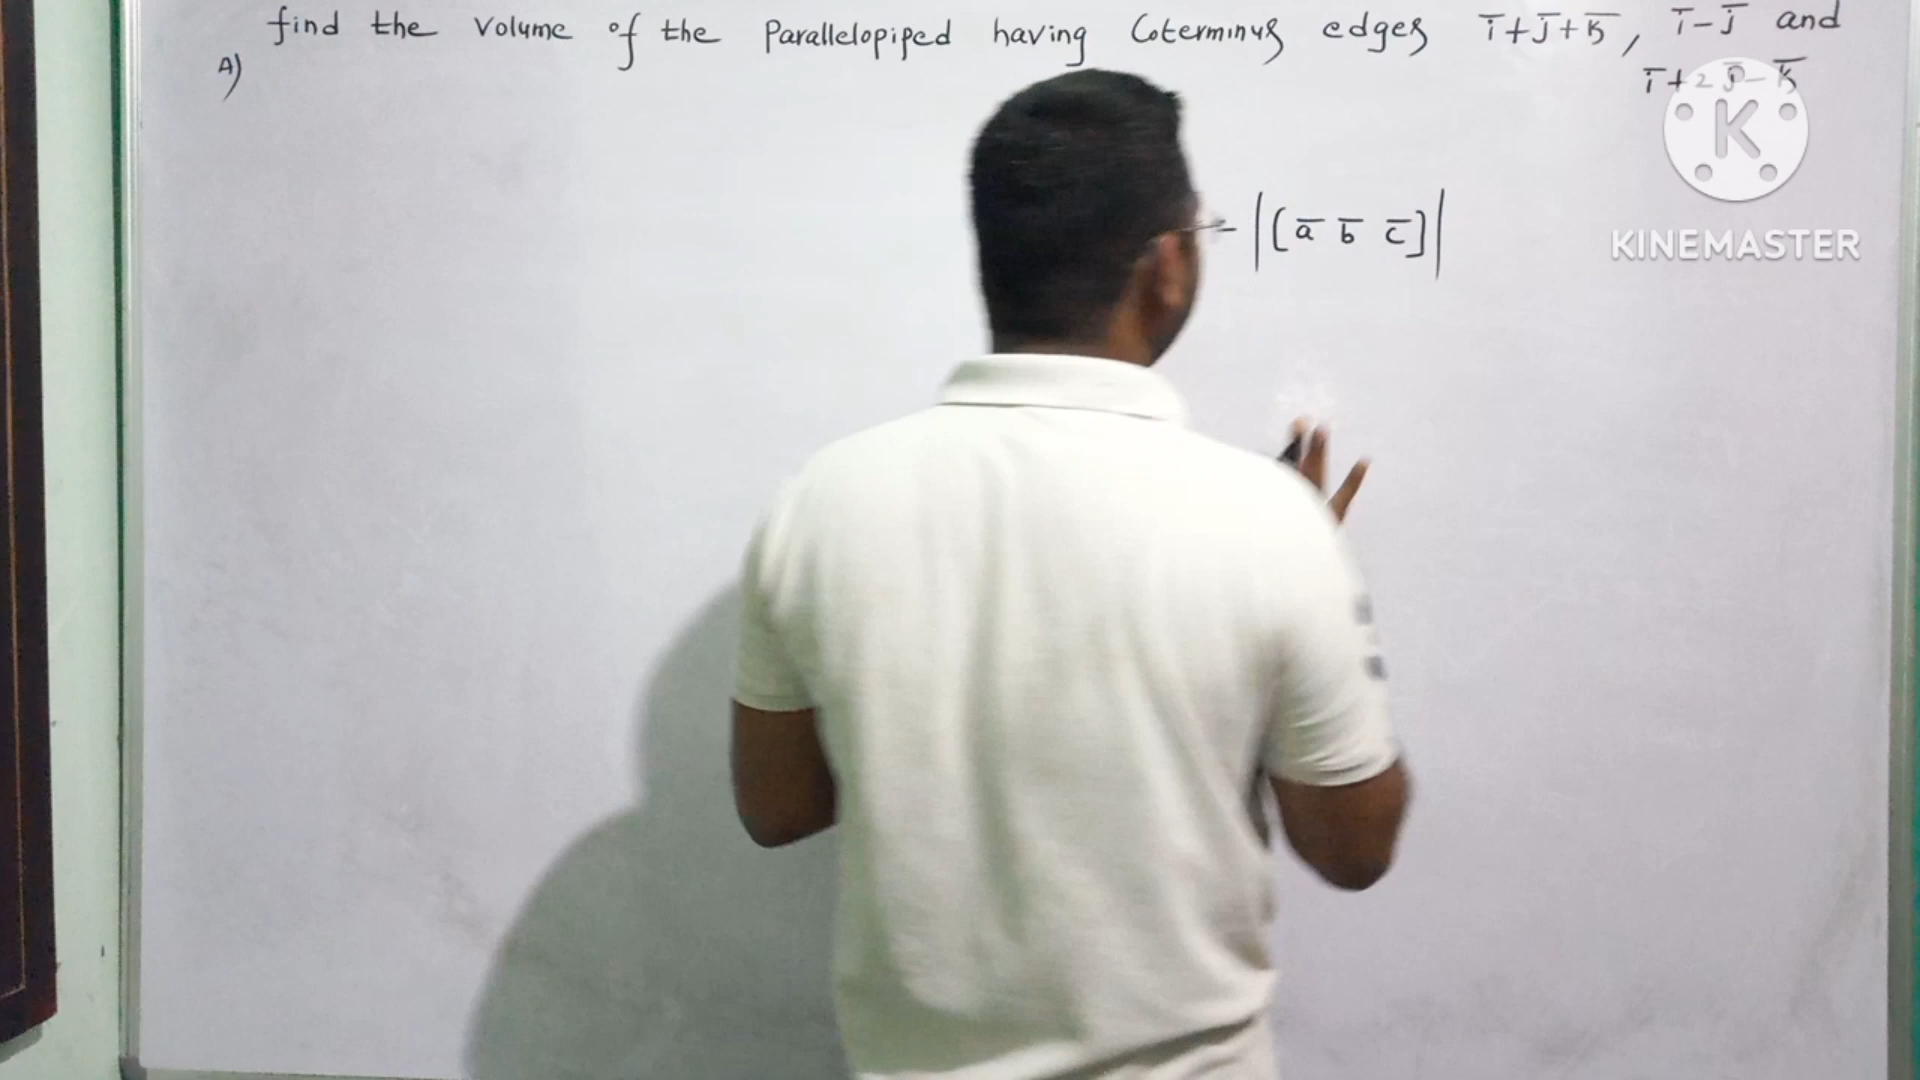 find the volume of the Parallelopiped having Coterminus edges i̅+j̅+k̅, i̅-j̅ and
i̅+2j̅-k̅
A)
= |[a̅ b̅ c̅]|
K
KINEMASTER